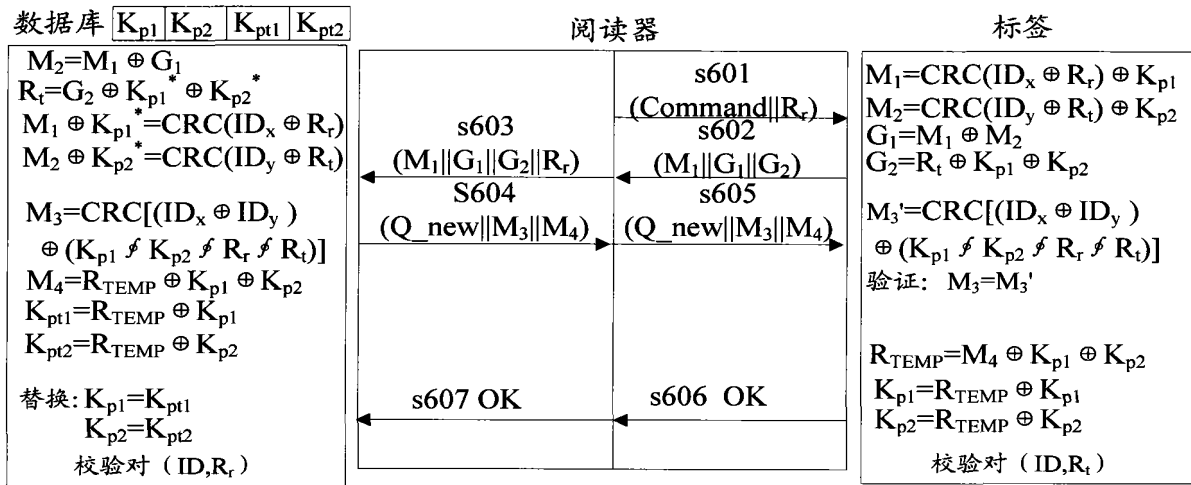 数据库 K_p1 K_p2 K_pt1 K_pt2
M_2=M_1⊕G_1
R_t=G_2⊕K_p1^*⊕K_p2^*
M_1⊕K_p1^*=CRC(ID_x⊕R_r)
M_2⊕K_p2^*=CRC(ID_y⊕R_t)
M_3=CRC[(ID_x⊕ID_y)
⊕(K_p1∮K_p2∮R_r∮R_t)]
M_4=R_TEMP⊕K_p1⊕K_p2
K_pt1=R_TEMP⊕K_p1
K_pt2=R_TEMP⊕K_p2
替换:K_p1=K_pt1
K_p2=K_pt2
校验对（ID,R_r）
阅读器
s601
(Command||R_r)
s603
(M_1||G_1||G_2||R_r)
s602
(M_1||G_1||G_2)
S604
(Q_new||M_3||M_4)
s605
(Q_new||M_3||M_4)
s607 OK
s606 OK
标签
M_1=CRC(ID_x⊕R_r)⊕K_p1
M_2=CRC(ID_y⊕R_t)⊕K_p2
G_1=M_1⊕M_2
G_2=R_t⊕K_p1⊕K_p2
M_3'=CRC[(ID_x⊕ID_y)
⊕(K_p1∮K_p2∮R_r∮R_t)]
验证: M_3=M_3'
R_TEMP=M_4⊕K_p1⊕K_p2
K_p1=R_TEMP⊕K_p1
K_p2=R_TEMP⊕K_p2
校验对（ID,R_t）